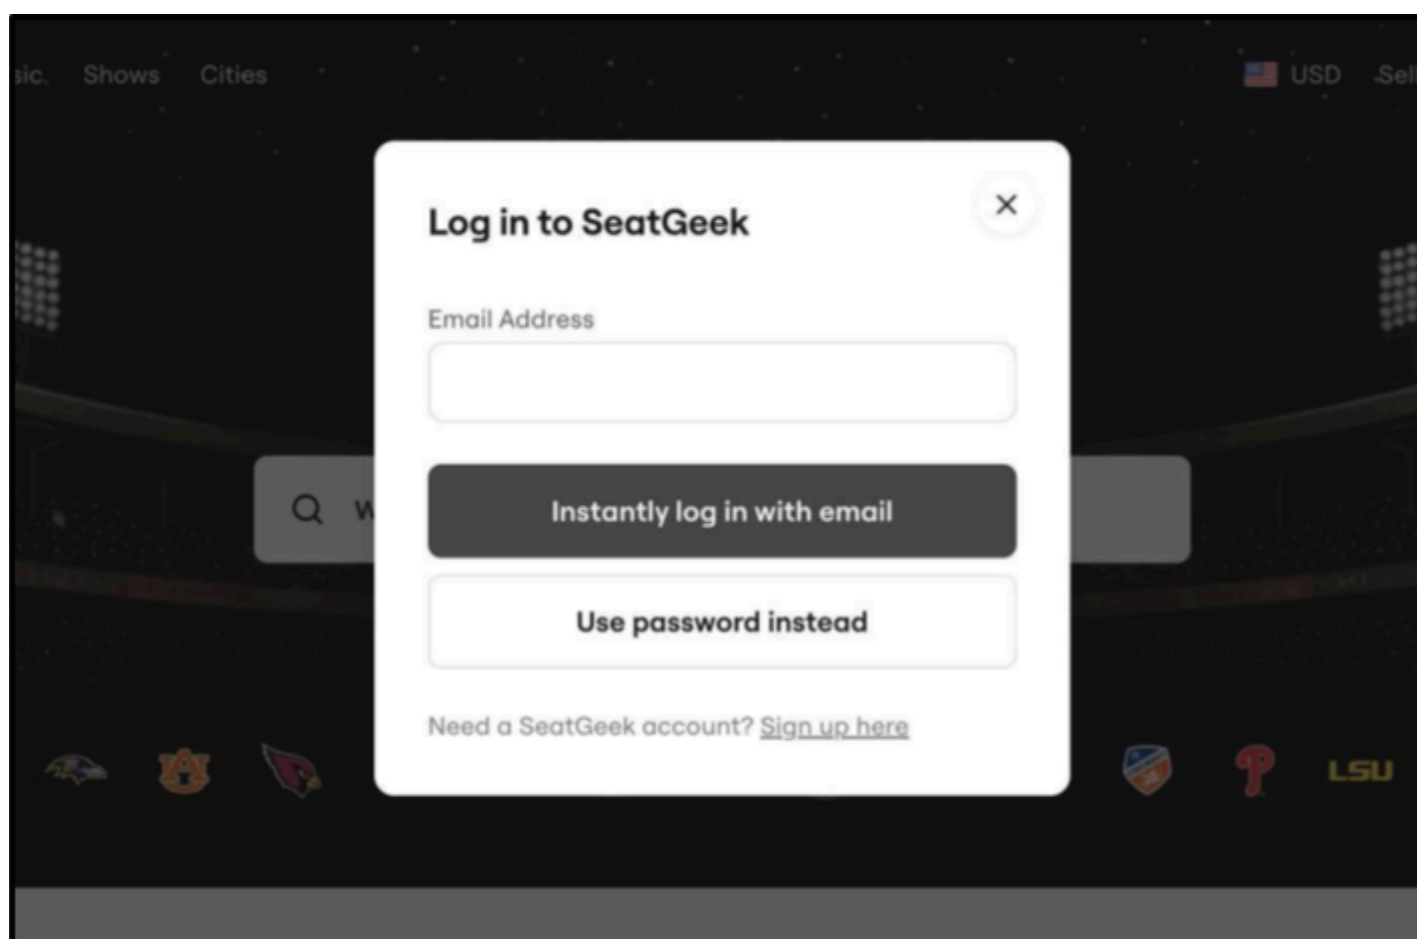 Shows Cities USD
Log in to SeatGeek
Email Address
Instantly log in with email
Use password instead
Need a SeatGeek account? Sign up here
LSU